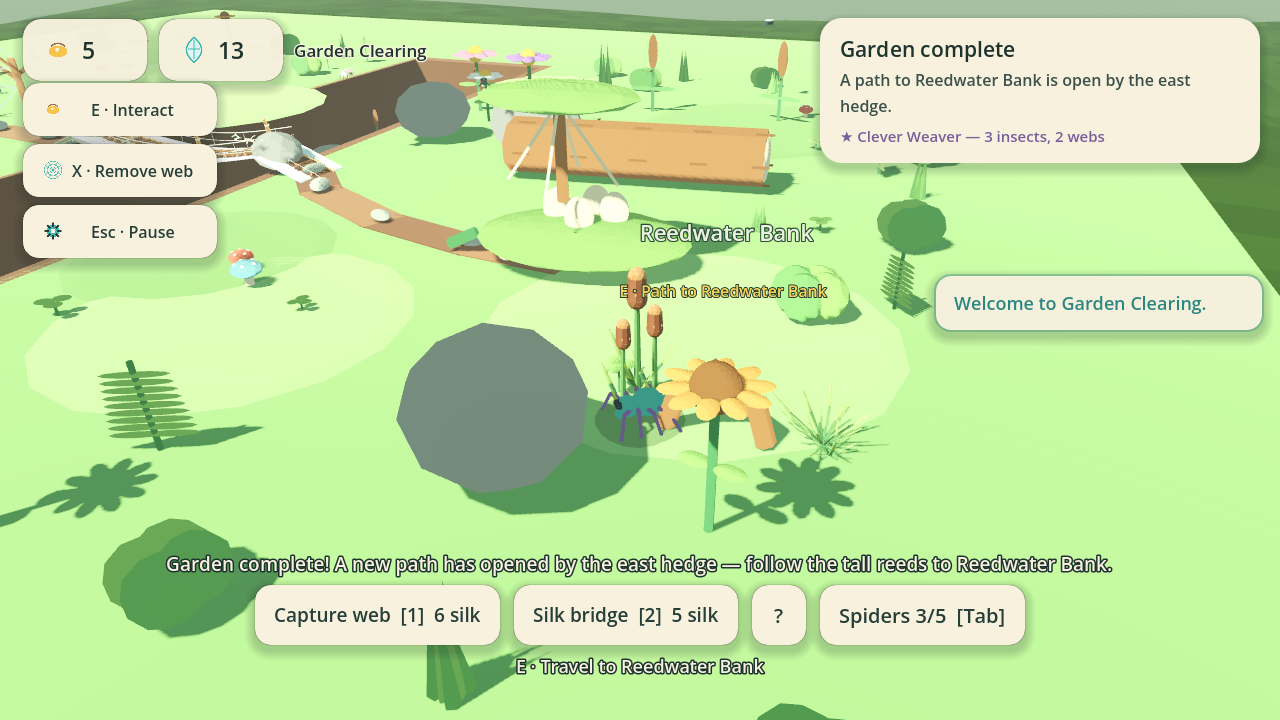 5
13
Garden Clearing
E · Interact
X · Remove web
Esc · Pause
Garden complete
A path to Reedwater Bank is open by the east
hedge.
★ Clever Weaver — 3 insects, 2 webs
Reedwater Bank
E · Path to Reedwater Bank
Welcome to Garden Clearing.
Garden complete! A new path has opened by the east hedge — follow the tall reeds to Reedwater Bank.
Capture web [1] 6 silk
Silk bridge [2] 5 silk
?
Spiders 3/5 [Tab]
E · Travel to Reedwater Bank